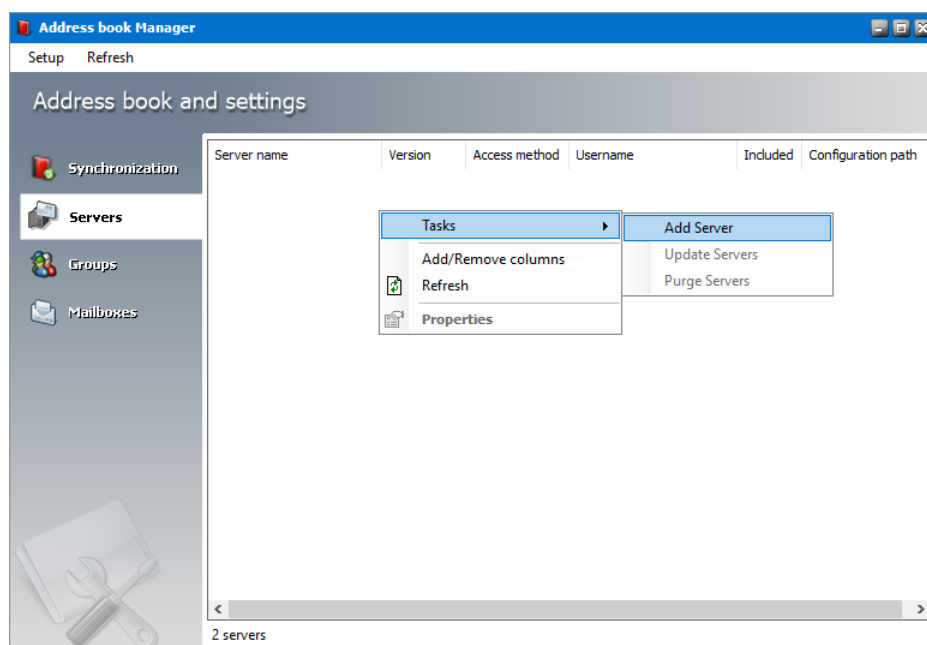 Address book Manager
Setup Refresh
Address book and settings
Server name Version Access method Username Included Configuration path
Synchronization
Servers
Groups
Mailboxes
Tasks
Add/Remove columns
Refresh
Properties
Add Server
Update Servers
Purge Servers
2 servers